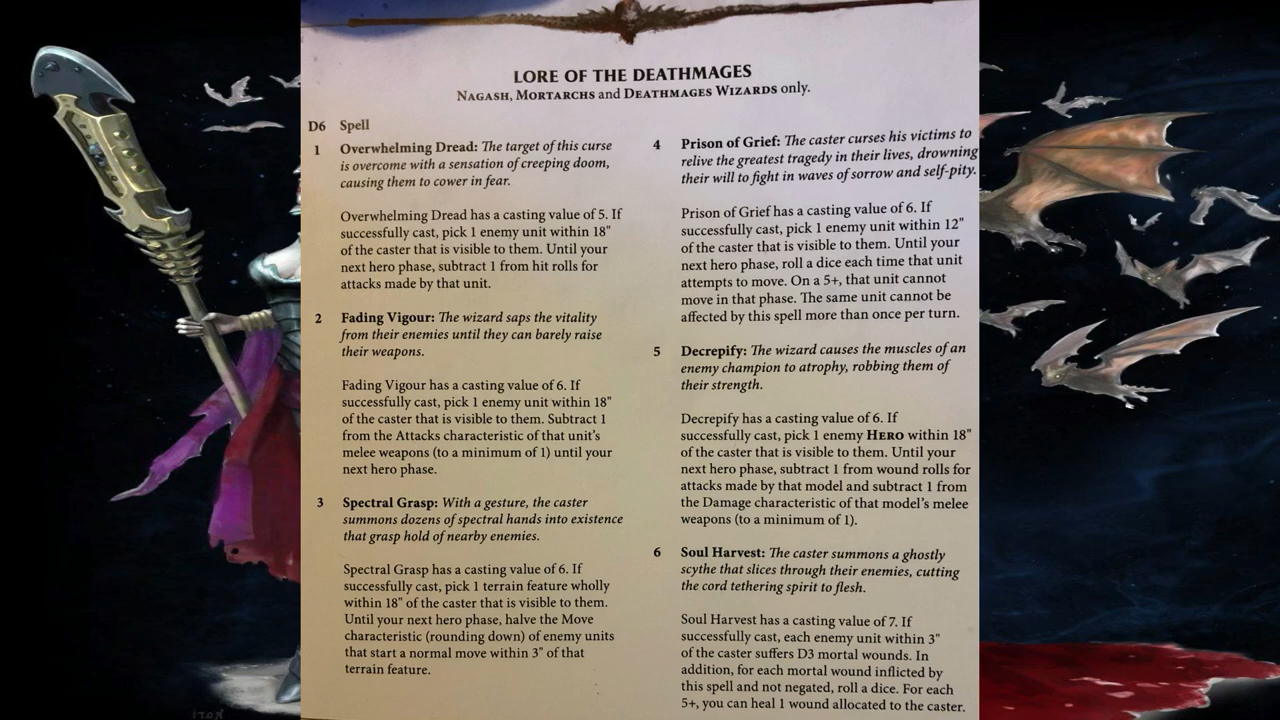 LORE OF THE DEATHMAGES
NAGASH, MORTARCHS and DEATHMAGES WIZARDS only.
D6 Spell
1 Overwhelming Dread: The target of this curse
is overcome with a sensation of creeping doom,
causing them to cower in fear.
Overwhelming Dread has a casting value of 5. If
successfully cast, pick 1 enemy unit within 18"
of the caster that is visible to them. Until your
next hero phase, subtract 1 from hit rolls for
attacks made by that unit.
2 Fading Vigour: The wizard saps the vitality
from their enemies until they can barely raise
their weapons.
Fading Vigour has a casting value of 6. If
successfully cast, pick 1 enemy unit within 18"
of the caster that is visible to them. Subtract 1
from the Attacks characteristic of that unit's
melee weapons (to a minimum of 1) until your
next hero phase.
3 Spectral Grasp: With a gesture, the caster
summons dozens of spectral hands into existence
that grasp hold of nearby enemies.
Spectral Grasp has a casting value of 6. If
successfully cast, pick 1 terrain feature wholly
within 18" of the caster that is visible to them.
Until your next hero phase, halve the Move
characteristic (rounding down) of enemy units
that start a normal move within 3" of that
terrain feature.
4 Prison of Grief: The caster curses his victims to
relive the greatest tragedy in their lives, drowning
their will to fight in waves of sorrow and self-pity.
Prison of Grief has a casting value of 6. If
successfully cast, pick 1 enemy unit within 12"
of the caster that is visible to them. Until your
next hero phase, roll a dice each time that unit
attempts to move. On a 5+, that unit cannot
move in that phase. The same unit cannot be
affected by this spell more than once per turn.
5 Decrepify: The wizard causes the muscles of an
enemy champion to atrophy, robbing them of
their strength.
Decrepify has a casting value of 6. If
successfully cast, pick 1 enemy HERO within 18"
of the caster that is visible to them. Until your
next hero phase, subtract 1 from wound rolls for
attacks made by that model and subtract 1 from
the Damage characteristic of that model's melee
weapons (to a minimum of 1).
6 Soul Harvest: The caster summons a ghostly
scythe that slices through their enemies, cutting
the cord tethering spirit to flesh.
Soul Harvest has a casting value of 7. If
successfully cast, each enemy unit within 3"
of the caster suffers D3 mortal wounds. In
addition, for each mortal wound inflicted by
this spell and not negated, roll a dice. For each
5+, you can heal 1 wound allocated to the caster.